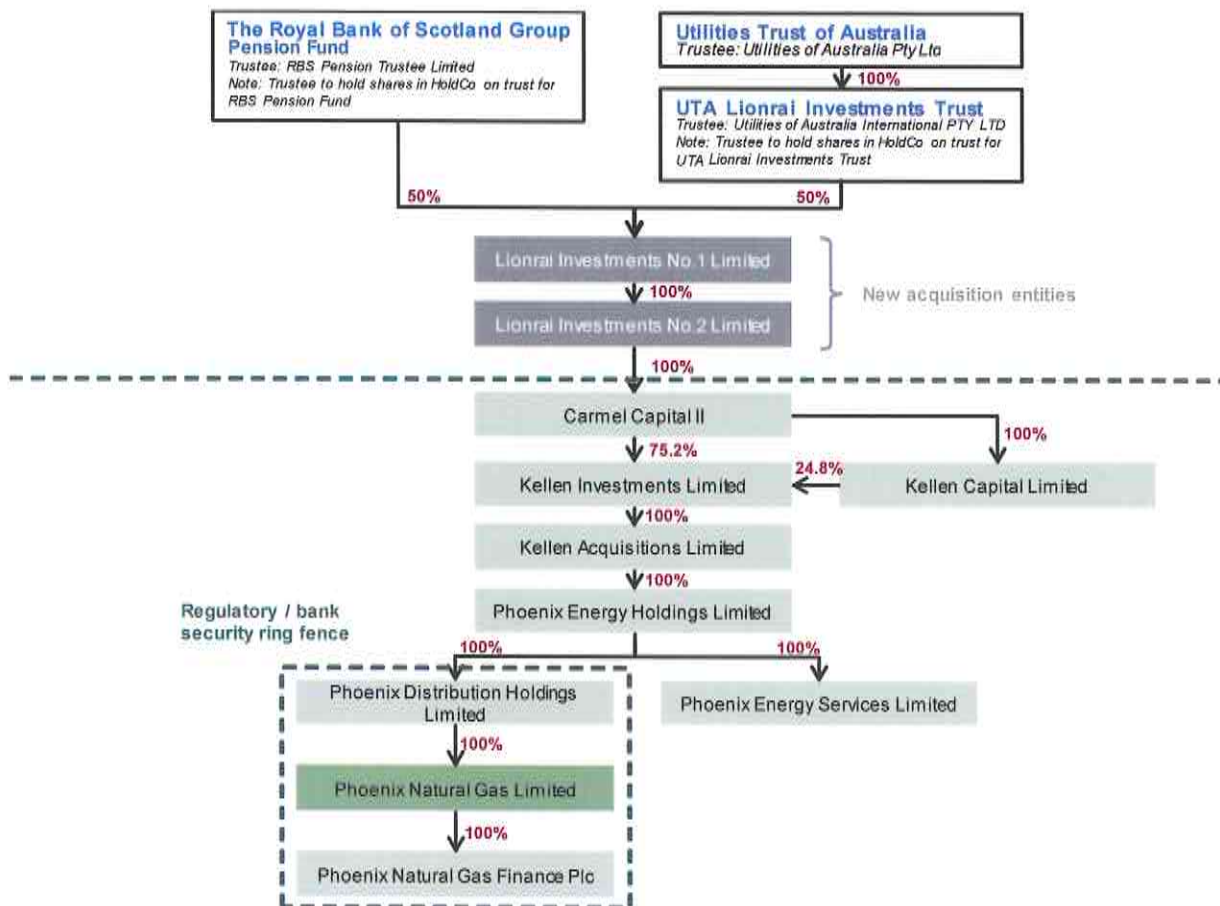 The Royal Bank of Scotland Group
Pension Fund
Trustee: RBS Pension Trustee Limited
Note: Trustee to hold shares in HoldCo on trust for
RBS Pension Fund
Utilities Trust of Australia
Trustee: Utilities of Australia Pty Ltd
100%
UTA Lionrai Investments Trust
Trustee: Utilities of Australia International PTY LTD
Note: Trustee to hold shares in HoldCo on trust for
UTA Lionrai Investments Trust
50%
50%
Lionrai Investments No.1 Limited
100%
New acquisition entities
Lionrai Investments No.2 Limited
100%
Carmel Capital II
100%
75.2%
24.8%
Kellen Investments Limited
Kellen Capital Limited
100%
Kellen Acquisitions Limited
100%
Phoenix Energy Holdings Limited
Regulatory / bank
security ring fence
100%
100%
Phoenix Distribution Holdings
Limited
Phoenix Energy Services Limited
100%
Phoenix Natural Gas Limited
100%
Phoenix Natural Gas Finance Plc